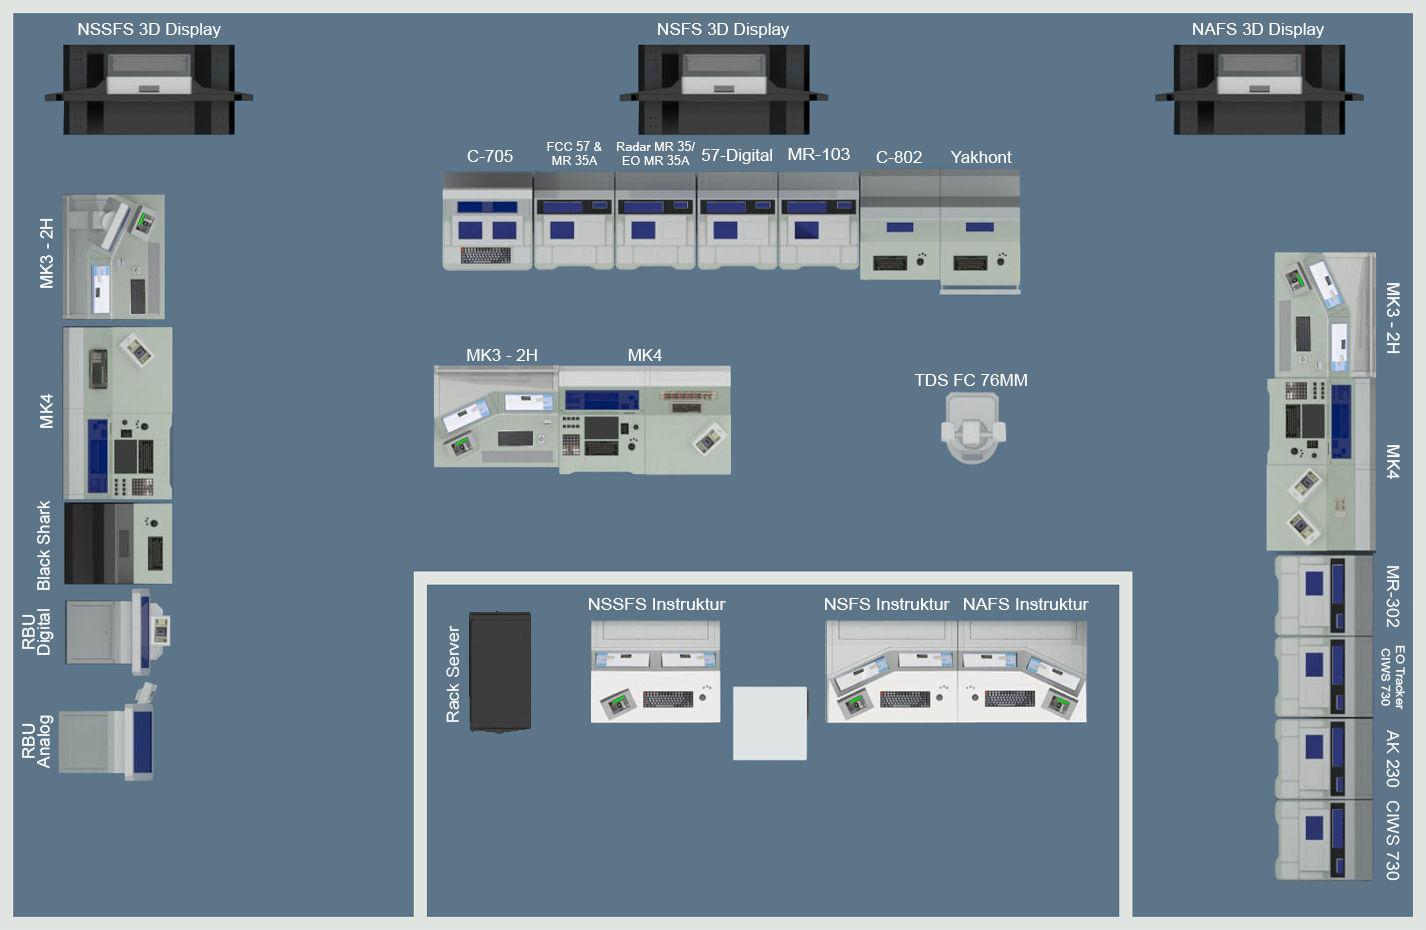 NSSFS 3D Display
NSFS 3D Display
NAFS 3D Display
C-705
FCC 57 &
MR 35A
Radar MR 35/
EO MR 35A
57-Digital
MR-103
C-802
Yakhont
MK3 - 2H
MK4
Black Shark
RBU
Digital
RBU
Analog
MK3 - 2H
MK4
TDS FC 76MM
MK3 - 2H
MK4
MR-302
EO Tracker
CIWS 730
AK 230
CIWS 730
Rack Server
NSSFS Instruktur
NSFS Instruktur
NAFS Instruktur